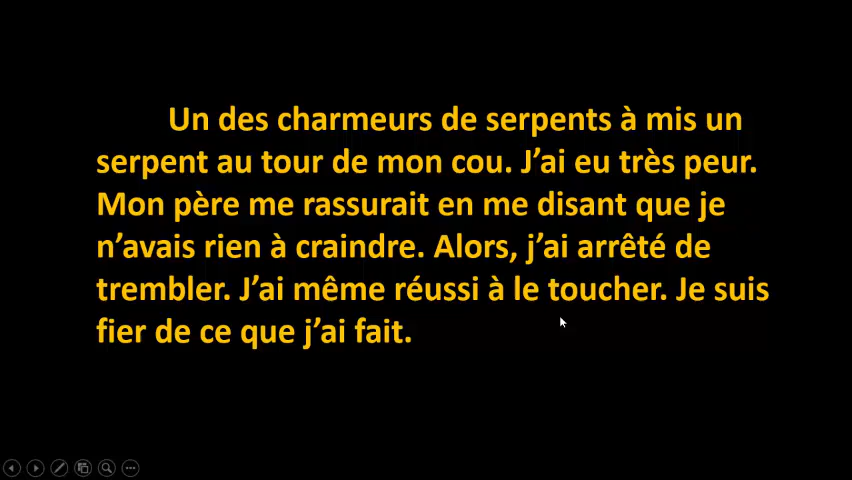 Un des charmeurs de serpents à mis un
serpent au tour de mon cou. J’ai eu très peur.
Mon père me rassurait en me disant que je
n’avais rien à craindre. Alors, j’ai arrêté de
trembler. J’ai même réussi à le toucher. Je suis
fier de ce que j’ai fait.